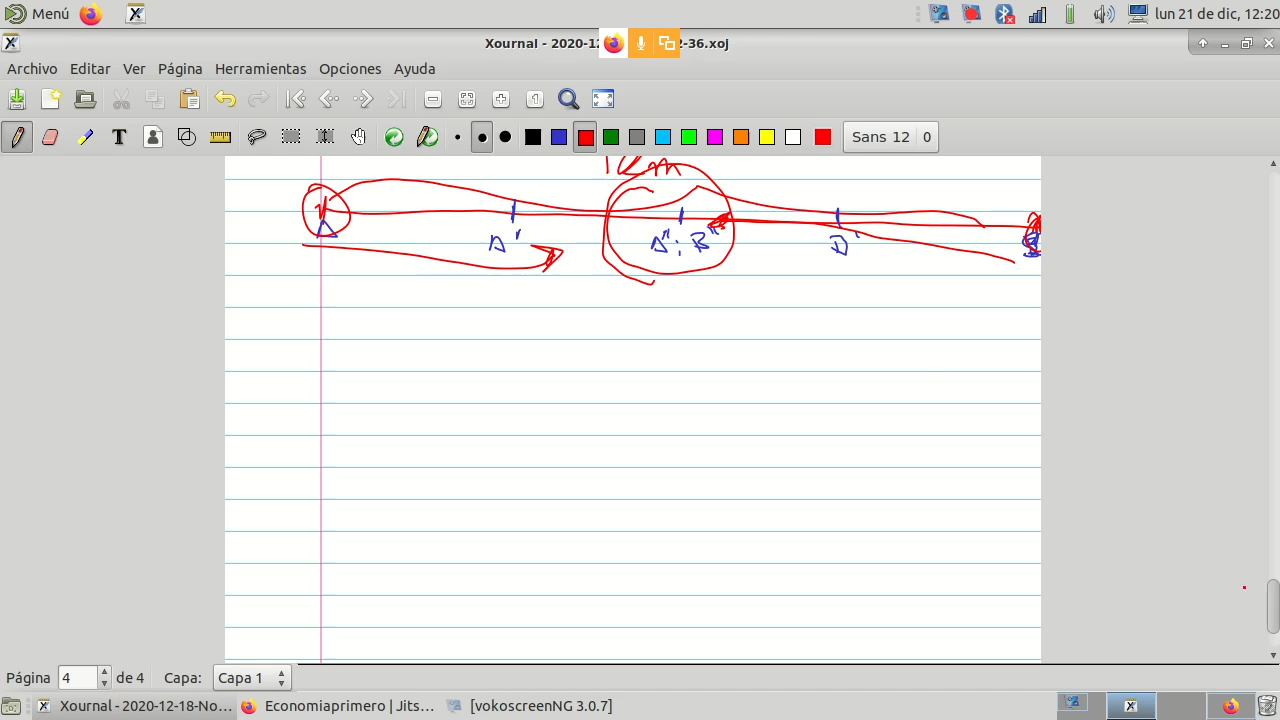 Menú
lun 21 de dic, 12:20
Xournal - 2020-12
2-36.xoj
Archivo Editar Ver Página Herramientas Opciones Ayuda
T
Sans 12 0
12m
A A' A" : B" B'
Página 4 de 4 Capa: Capa 1
Xournal - 2020-12-18-No... Economiaprimero | Jits... [vokoscreenNG 3.0.7]